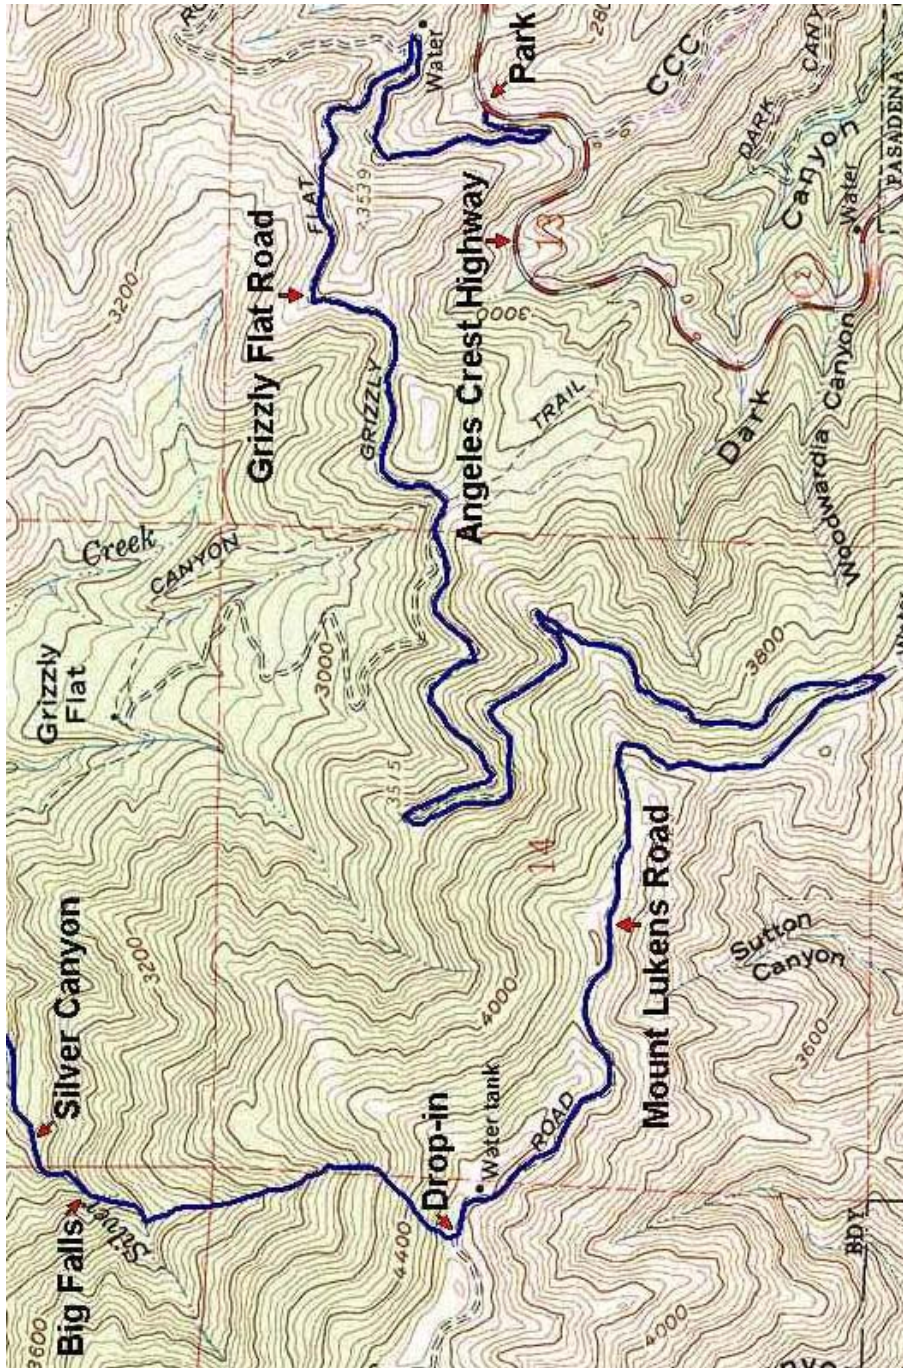 3600
Big Falls
Silver Canyon
Grizzly
Flat
Silver
Creek
3200
3200
CANYON
Grizzly Flat Road
3000
FLAT
3539
GRIZZLY
3515
4400
Drop-in
Water
Water tank
Angeles Crest Highway
4000
Park
3000
14
13
ROAD
TRAIL
Mount Lukens Road
CCC
4000
Dark
Sutton
Canyon
DARK
CANY
3800
Canyon
3600
Woodwardia Canyon
Water
BDY
PASADENA